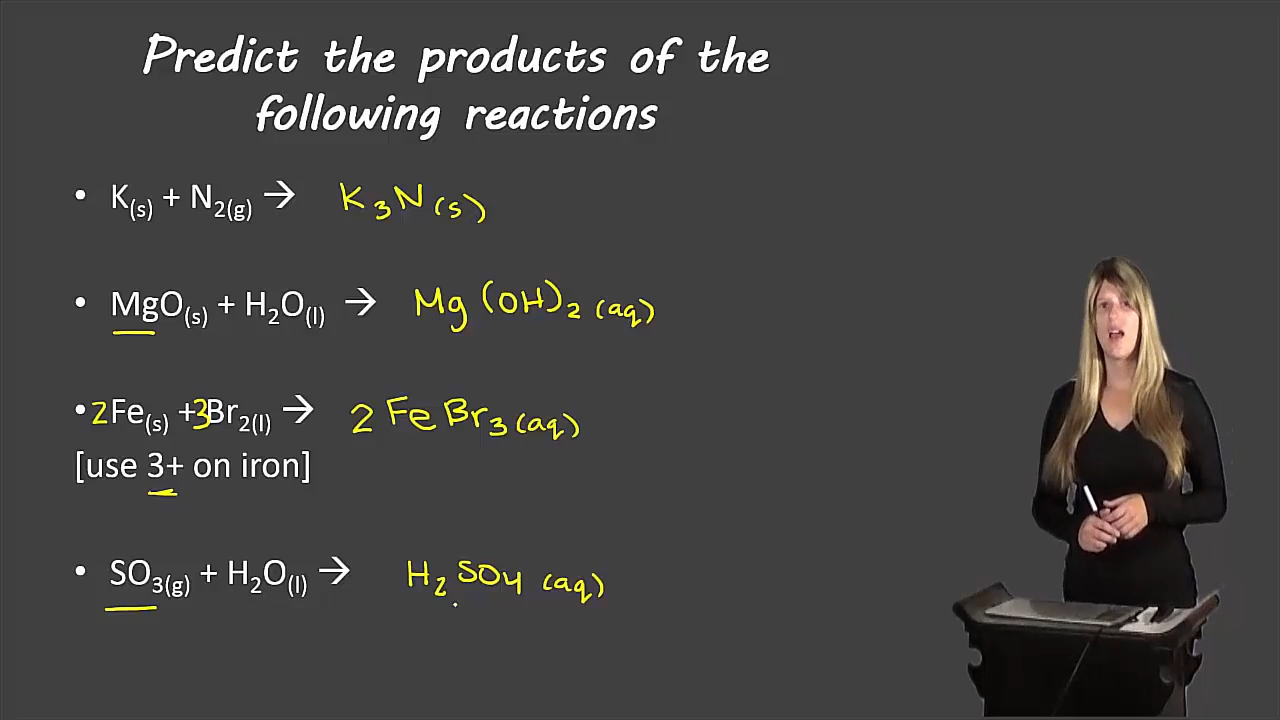 Predict the products of the
following reactions
• K(s) + N2(g) → K3N(s)
• MgO(s) + H2O(l) → Mg(OH)2(aq)
• 2Fe(s) + 3Br2(l) → 2FeBr3(aq)
[use 3+ on iron]
• SO3(g) + H2O(l) → H2SO4(aq)